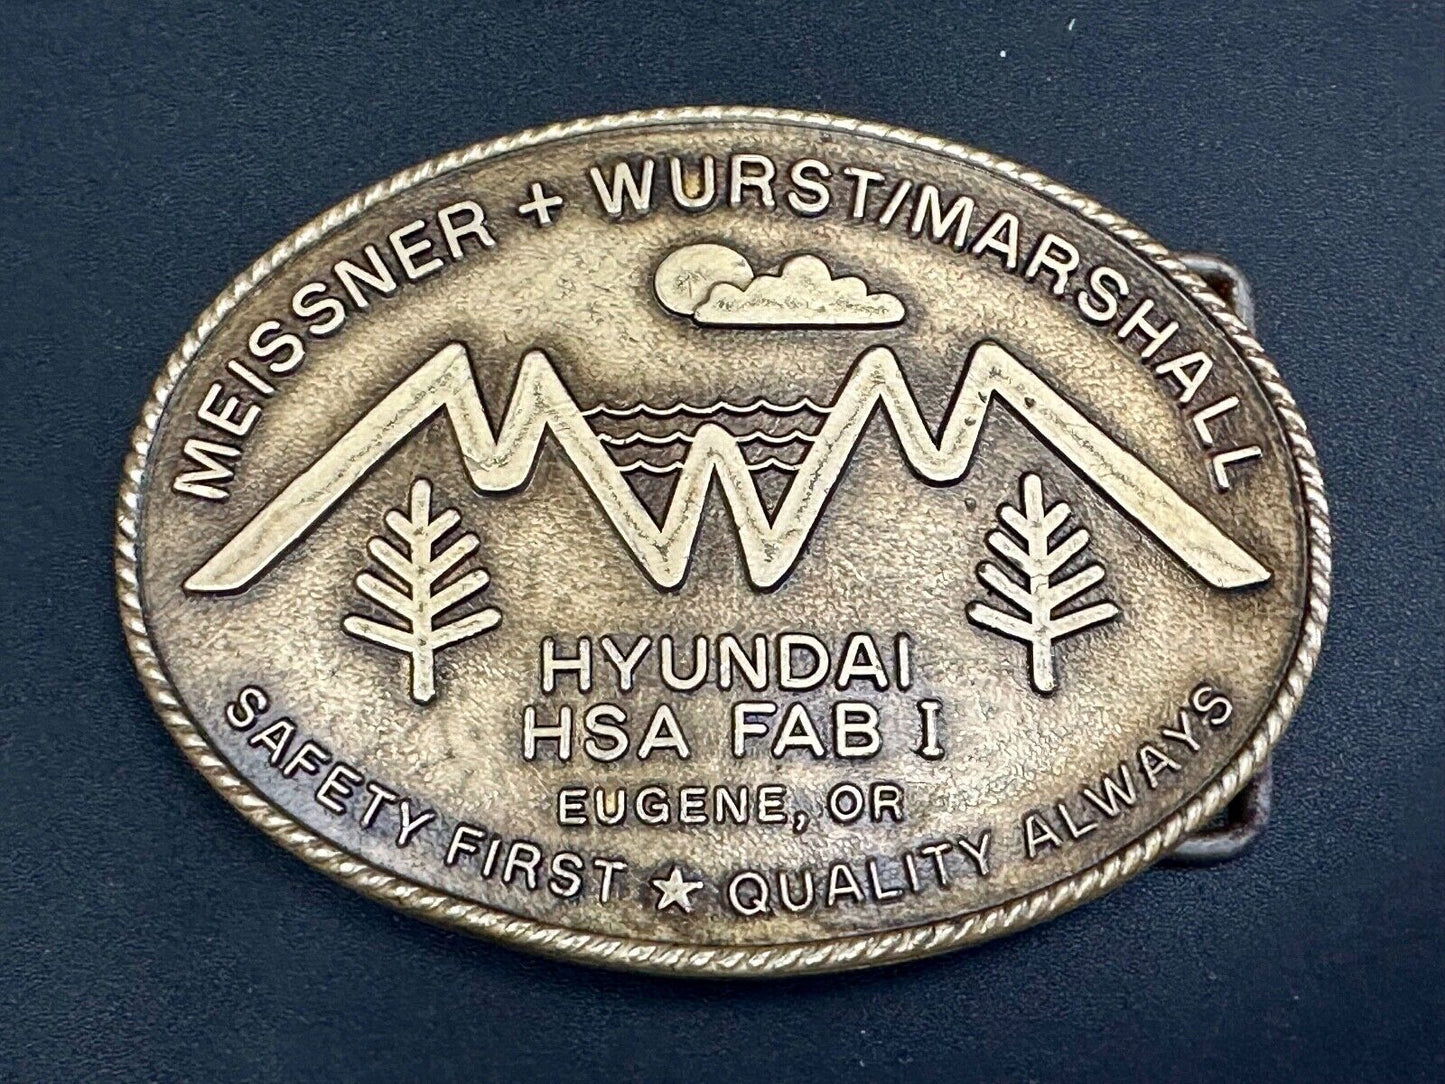 MEISSNER + WURST/MARSHALL
HYUNDAI
HSA FAB I
EUGENE, OR
SAFETY FIRST ★ QUALITY ALWAYS